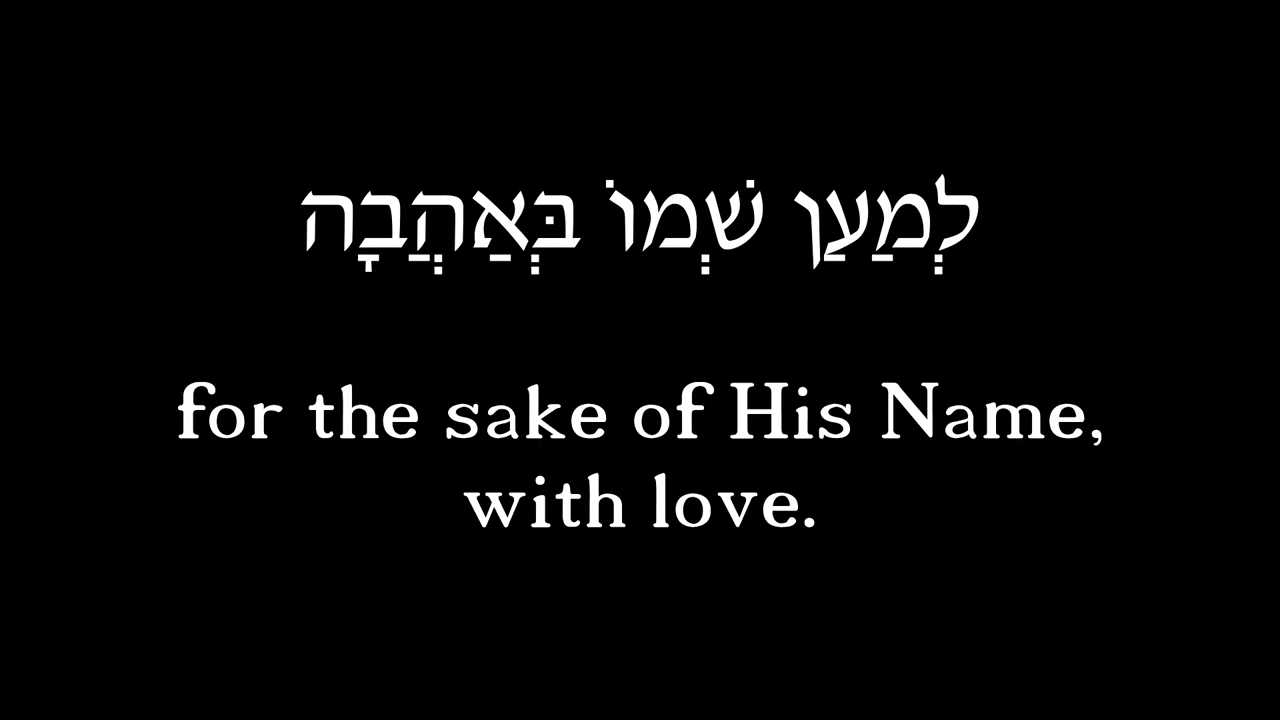 לְמַעַן שְׁמוֹ בְּאַהֲבָה
for the sake of His Name,
with love.